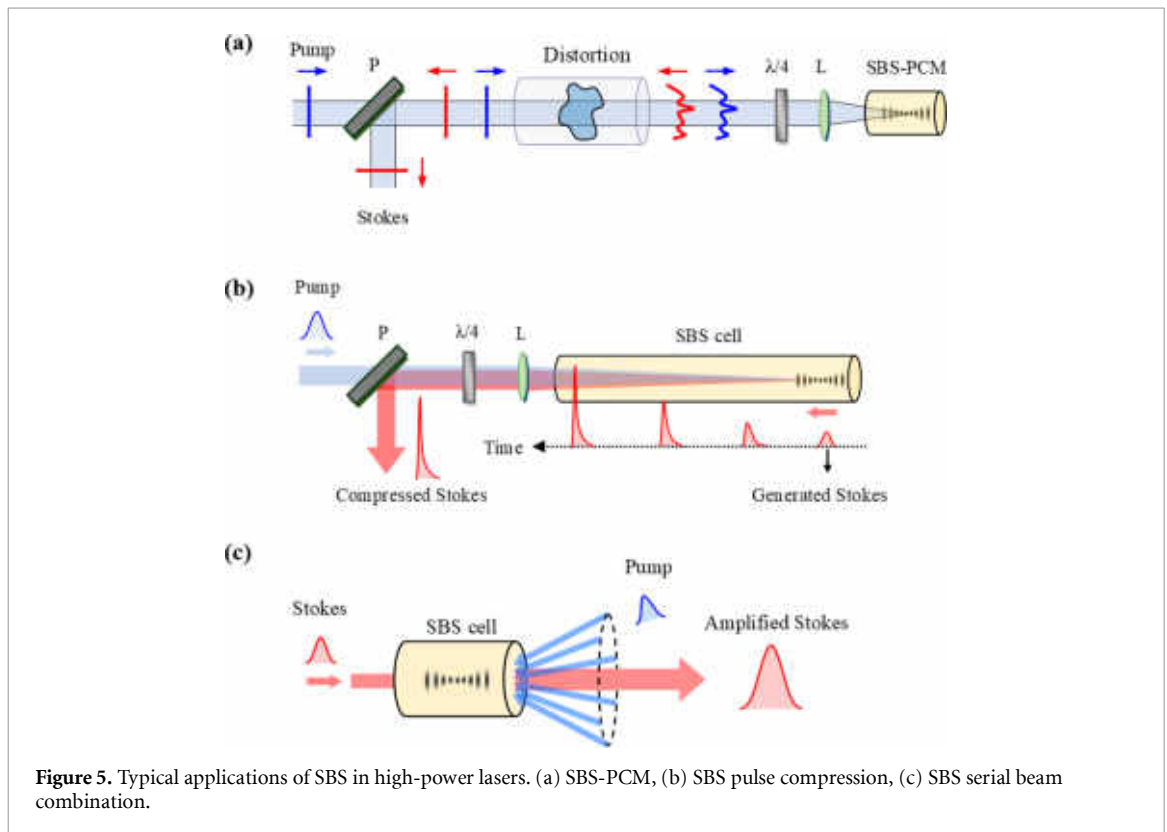 (a)
Pump
P
Distortion
λ/4
L
SBS-PCM
Stokes
(b)
Pump
P
λ/4
L
SBS cell
Time
Compressed Stokes
Generated Stokes
(c)
Stokes
SBS cell
Pump
Amplified Stokes
Figure 5. Typical applications of SBS in high-power lasers. (a) SBS-PCM, (b) SBS pulse compression, (c) SBS serial beam
combination.